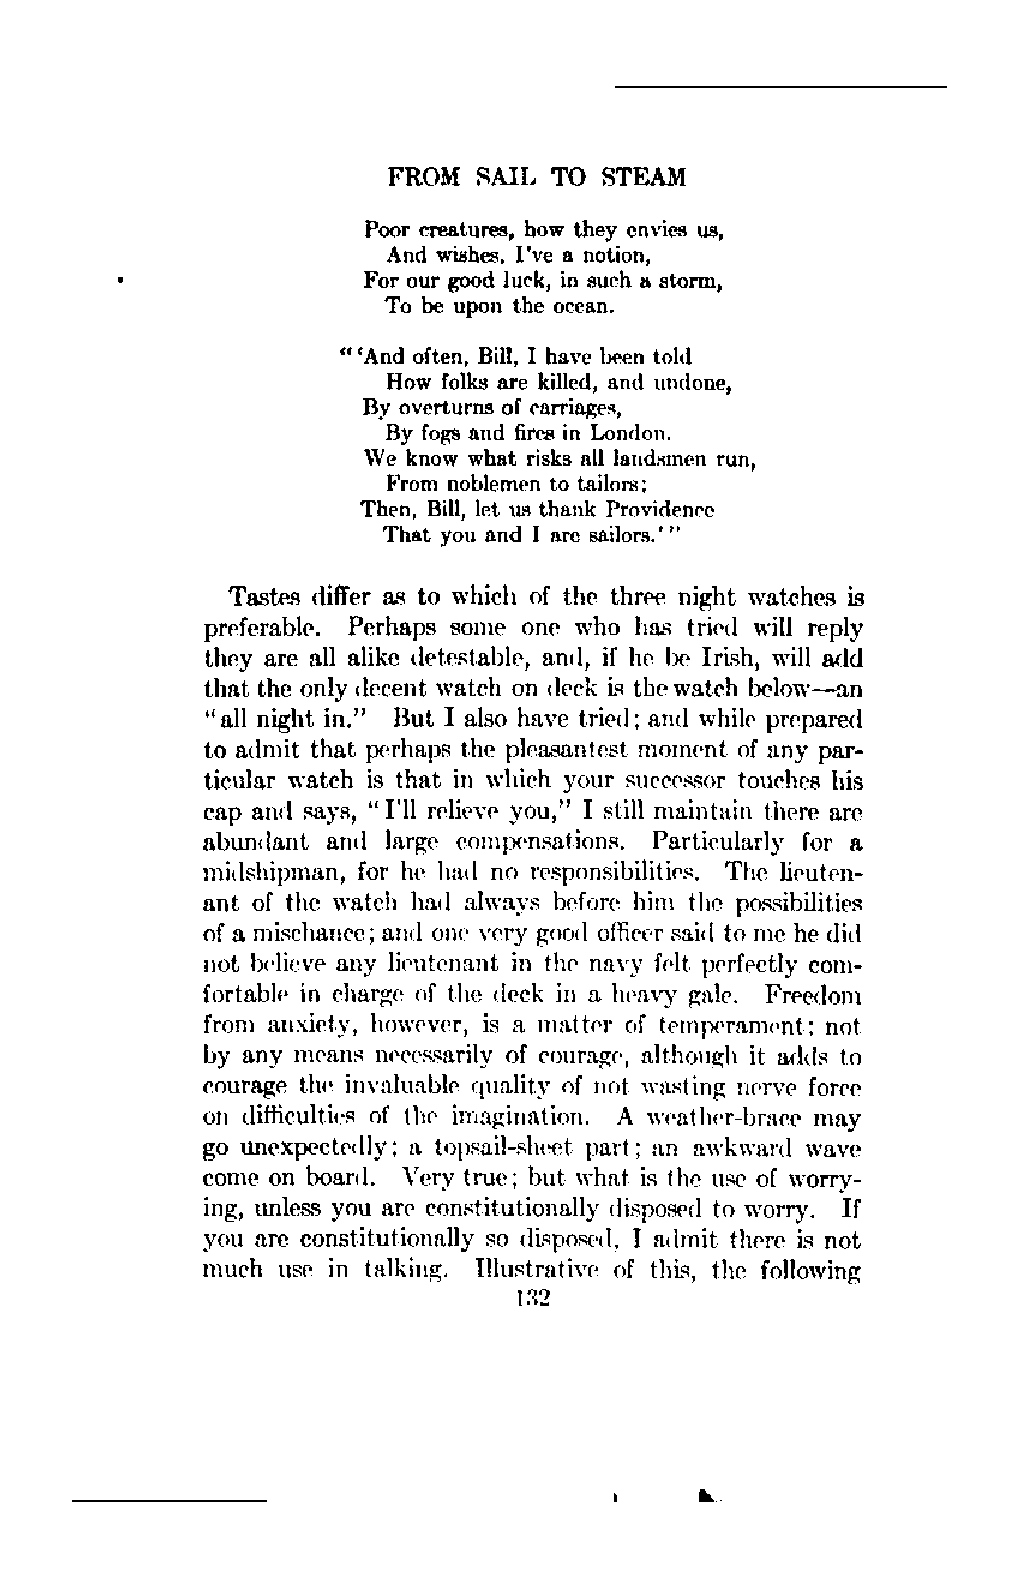 FROM SAIL TO STEAM
Poor creatures, how they envies us,
And wishes, I've a notion,
For our good luck, in such a storm,
To be upon the ocean.
"'And often, Bill, I have been told
How folks are killed, and undone,
By overturns of carriages,
By fogs and fires in London.
We know what risks all landsmen run,
From noblemen to tailors;
Then, Bill, let us thank Providence
That you and I are sailors.'"
Tastes differ as to which of the three night watches is
preferable. Perhaps some one who has tried will reply
they are all alike detestable, and, if he be Irish, will add
that the only decent watch on deck is the watch below—an
"all night in." But I also have tried; and while prepared
to admit that perhaps the pleasantest moment of any par-
ticular watch is that in which your successor touches his
cap and says, "I'll relieve you," I still maintain there are
abundant and large compensations. Particularly for a
midshipman, for he had no responsibilities. The lieuten-
ant of the watch had always before him the possibilities
of a mischance; and one very good officer said to me he did
not believe any lieutenant in the navy felt perfectly com-
fortable in charge of the deck in a heavy gale. Freedom
from anxiety, however, is a matter of temperament; not
by any means necessarily of courage, although it adds to
courage the invaluable quality of not wasting nerve force
on difficulties of the imagination. A weather-brace may
go unexpectedly; a topsail-sheet part; an awkward wave
come on board. Very true; but what is the use of worry-
ing, unless you are constitutionally disposed to worry. If
you are constitutionally so disposed, I admit there is not
much use in talking. Illustrative of this, the following
132